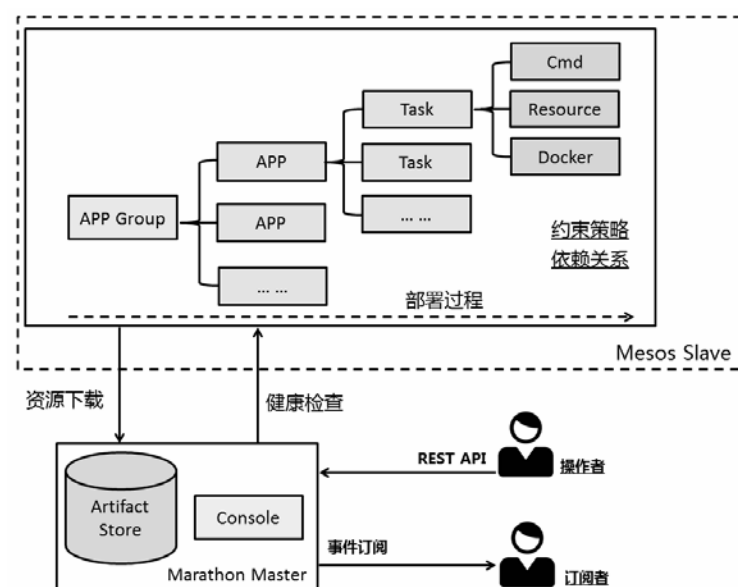 Cmd
Task
Resource
APP
Task
Docker
APP Group
APP
... ...
约束策略
依赖关系
... ...
部署过程
Mesos Slave
资源下载
健康检查
REST API
操作者
Artifact
Store
Console
事件订阅
Marathon Master
订阅者